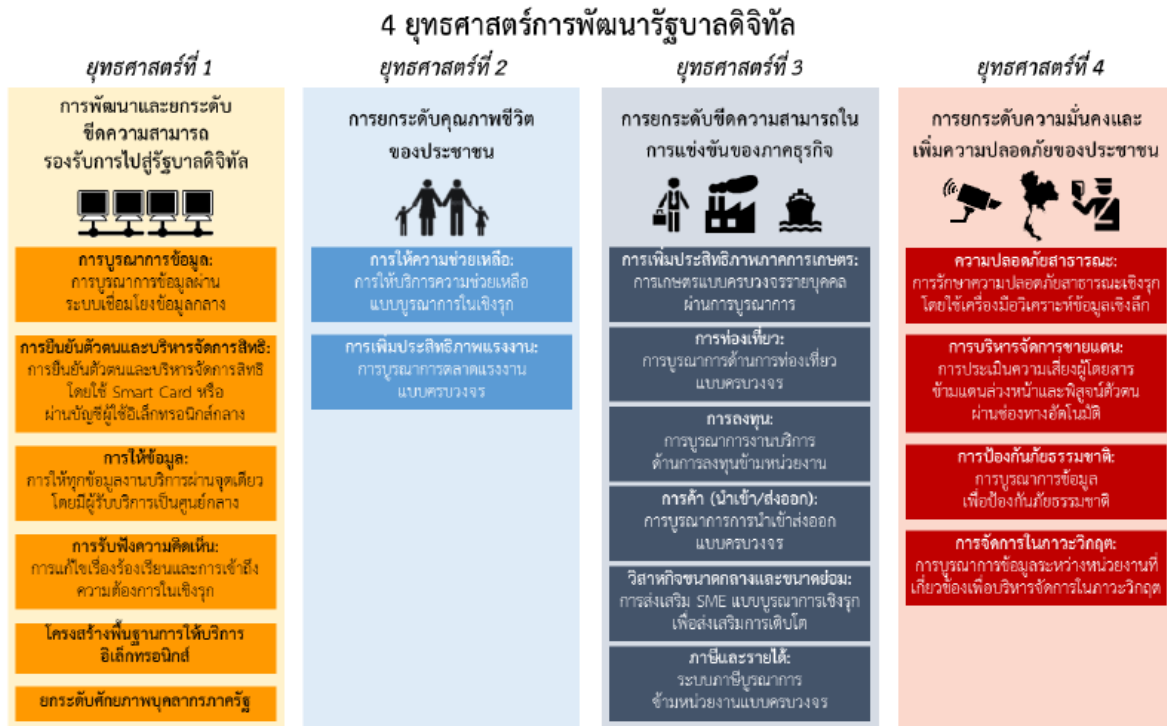 4 ยุทธศาสตร์การพัฒนารัฐบาลดิจิทัล
ยุทธศาสตร์ที่ 1
การพัฒนาและยกระดับ
ขีดความสามารถ
รองรับการไปสู่รัฐบาลดิจิทัล
การบูรณาการข้อมูล:
การบูรณาการข้อมูลผ่าน
ระบบเชื่อมโยงข้อมูลกลาง
การยืนยันตัวตนและบริหารจัดการสิทธิ:
การยืนยันตัวตนและบริหารจัดการสิทธิ
โดยใช้ Smart Card หรือ
ผ่านบัญชีผู้ใช้อิเล็กทรอนิกส์กลาง
การให้ข้อมูล:
การให้ทุกข้อมูลงานบริการผ่านจุดเดียว
โดยมีผู้รับบริการเป็นศูนย์กลาง
การรับฟังความคิดเห็น:
การแก้ไขเรื่องร้องเรียนและการเข้าถึง
ความต้องการในเชิงรุก
โครงสร้างพื้นฐานการให้บริการ
อิเล็กทรอนิกส์
ยกระดับศักยภาพบุคลากรภาครัฐ
ยุทธศาสตร์ที่ 2
การยกระดับคุณภาพชีวิต
ของประชาชน
การให้ความช่วยเหลือ:
การให้บริการความช่วยเหลือ
แบบบูรณาการในเชิงรุก
การเพิ่มประสิทธิภาพแรงงาน:
การบูรณาการตลาดแรงงาน
แบบครบวงจร
ยุทธศาสตร์ที่ 3
การยกระดับขีดความสามารถใน
การแข่งขันของภาคธุรกิจ
การเพิ่มประสิทธิภาพภาคการเกษตร:
การเกษตรแบบครบวงจรรายบุคคล
ผ่านการบูรณาการ
การท่องเที่ยว:
การบูรณาการด้านการท่องเที่ยว
แบบครบวงจร
การลงทุน:
การบูรณาการงานบริการ
ด้านการลงทุนข้ามหน่วยงาน
การค้า (นำเข้า/ส่งออก):
การบูรณาการการนำเข้าส่งออก
แบบครบวงจร
วิสาหกิจขนาดกลางและขนาดย่อม:
การส่งเสริม SME แบบบูรณาการเชิงรุก
เพื่อส่งเสริมการเติบโต
ภาษีและรายได้:
ระบบภาษีบูรณาการ
ข้ามหน่วยงานแบบครบวงจร
ยุทธศาสตร์ที่ 4
การยกระดับความมั่นคงและ
เพิ่มความปลอดภัยของประชาชน
ความปลอดภัยสาธารณะ:
การรักษาความปลอดภัยสาธารณะเชิงรุก
โดยใช้เครื่องมือวิเคราะห์ข้อมูลเชิงลึก
การบริหารจัดการชายแดน:
การประเมินความเสี่ยงผู้โดยสาร
ข้ามแดนล่วงหน้าและพิสูจน์ตัวตน
ผ่านช่องทางอัตโนมัติ
การป้องกันภัยธรรมชาติ:
การบูรณาการข้อมูล
เพื่อป้องกันภัยธรรมชาติ
การจัดการในภาวะวิกฤต:
การบูรณาการข้อมูลระหว่างหน่วยงานที่
เกี่ยวข้องเพื่อบริหารจัดการในภาวะวิกฤต